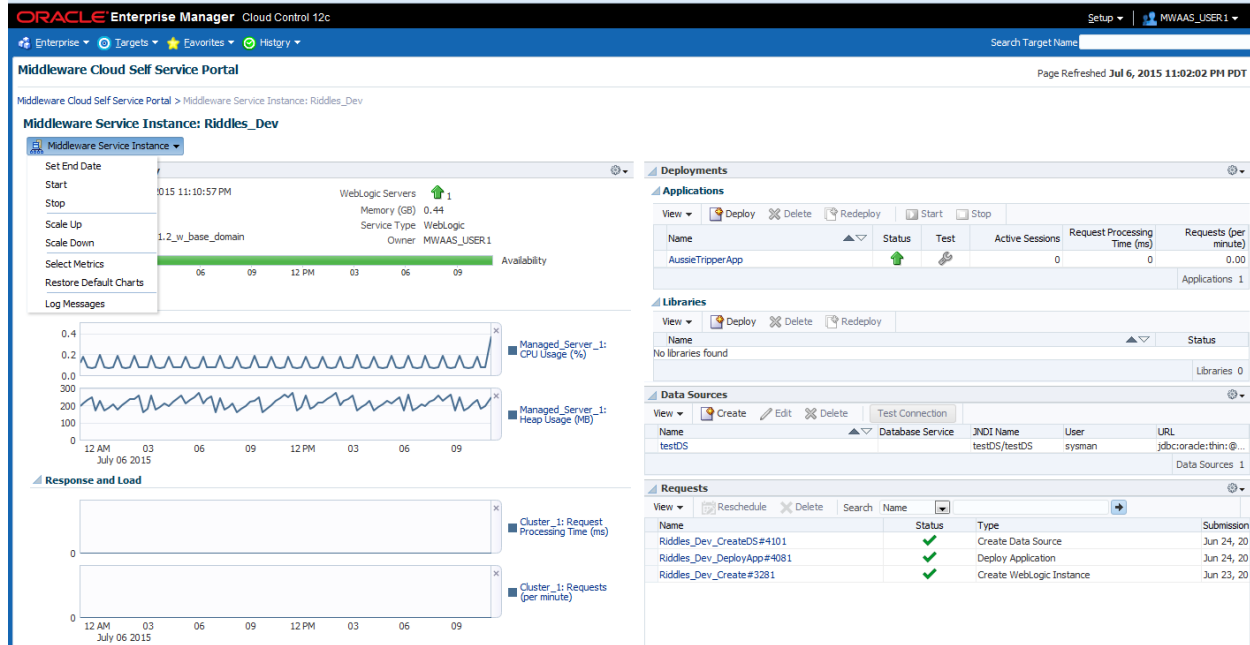 ORACLE Enterprise Manager Cloud Control 12c
Setup
MWAAS_USER1
Enterprise
Targets
Favorites
History
Search Target Name
Middleware Cloud Self Service Portal
Page Refreshed Jul 6, 2015 11:02:02 PM PDT
Middleware Cloud Self Service Portal > Middleware Service Instance: Riddles_Dev
Middleware Service Instance: Riddles_Dev
Middleware Service Instance
Set End Date
Start
Stop
Scale Up
Scale Down
Select Metrics
Restore Default Charts
Log Messages
2015 11:10:57 PM
1.2_w_base_domain
WebLogic Servers 1
Memory (GB) 0.44
Service Type WebLogic
Owner MWAAS_USER1
Availability
06 09 12 PM 03 06 09
0.4
0.2
0.0
Managed_Server_1:
CPU Usage (%)
300
200
100
0
Managed_Server_1:
Heap Usage (MB)
12 AM 03 06 09 12 PM 03 06 09
July 06 2015
Response and Load
0
Cluster_1: Request
Processing Time (ms)
0
Cluster_1: Requests
(per minute)
12 AM 03 06 09 12 PM 03 06 09
July 06 2015
Deployments
Applications
View Deploy Delete Redeploy Start Stop
Name Status Test Active Sessions Request Processing Time (ms) Requests (per minute)
AussieTripperApp 0 0 0.00
Applications 1
Libraries
View Deploy Delete Redeploy
Name Status
No libraries found
Libraries 0
Data Sources
View Create Edit Delete Test Connection
Name Database Service JNDI Name User URL
testDS testDS/testDS sysman jdbc:oracle:thin:@...
Data Sources 1
Requests
View Reschedule Delete Search Name
Name Status Type Submission
Riddles_Dev_CreateDS#4101 Create Data Source Jun 24, 20
Riddles_Dev_DeployApp#4081 Deploy Application Jun 24, 20
Riddles_Dev_Create#3281 Create WebLogic Instance Jun 23, 20